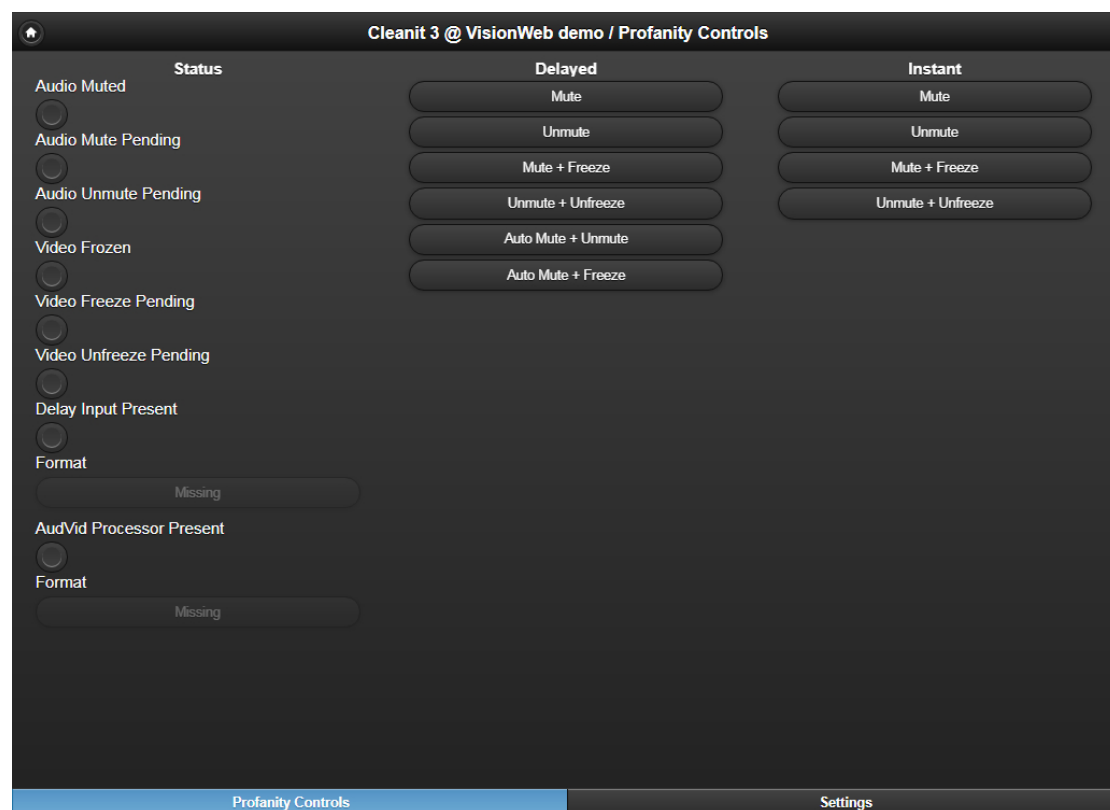 Cleanit 3 @ VisionWeb demo / Profanity Controls
Status
Audio Muted
Audio Mute Pending
Audio Unmute Pending
Video Frozen
Video Freeze Pending
Video Unfreeze Pending
Delay Input Present
Format
Missing
AudVid Processor Present
Format
Missing
Delayed
Mute
Unmute
Mute + Freeze
Unmute + Unfreeze
Auto Mute + Unmute
Auto Mute + Freeze
Instant
Mute
Unmute
Mute + Freeze
Unmute + Unfreeze
Profanity Controls
Settings